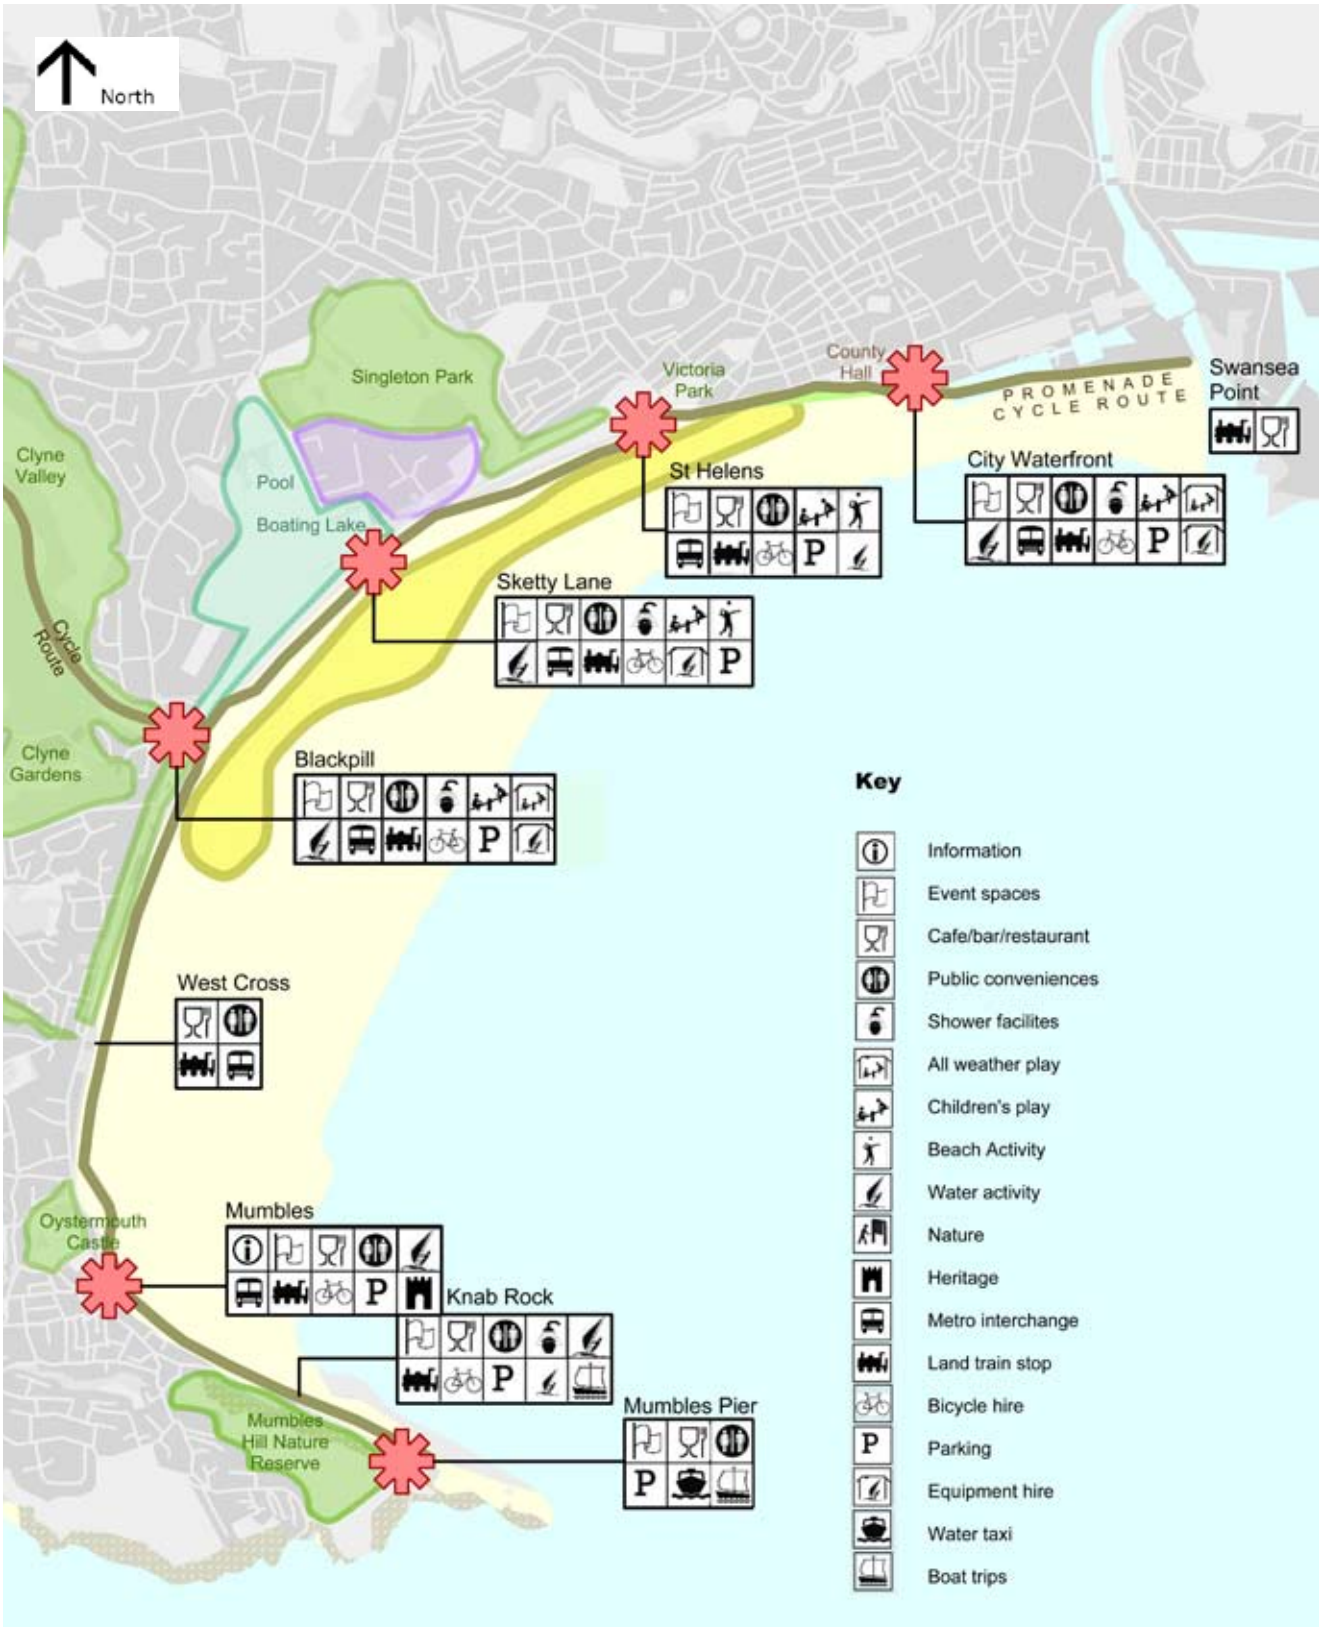 North
County
Hall
Victoria
Park
Swansea
Point
PROMENADE
CYCLE ROUTE
Singleton Park
Clyne
Valley
Pool
Boating Lake
St Helens
P
City Waterfront
P
Sketty Lane
P
Cycle
Route
Clyne
Gardens
Blackpill
P
West Cross
Oystermouth
Castle
Mumbles
i
P
Knab Rock
P
Mumbles
Hill Nature
Reserve
Mumbles Pier
P
Key
i Information
Event spaces
Cafe/bar/restaurant
Public conveniences
Shower facilites
All weather play
Children's play
Beach Activity
Water activity
Nature
Heritage
Metro interchange
Land train stop
Bicycle hire
P Parking
Equipment hire
Water taxi
Boat trips